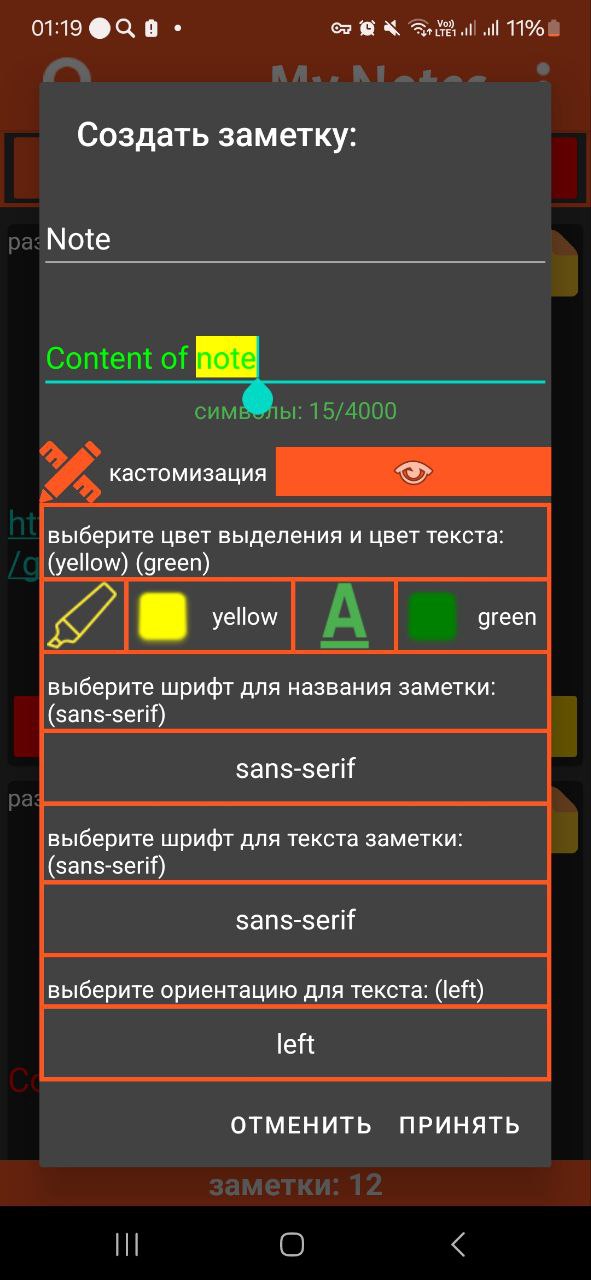 01:19
Vo))
LTE1
11%
My Notes
Создать заметку:
Note
Content of note
символы: 15/4000
кастомизация
выберите цвет выделения и цвет текста:
(yellow) (green)
yellow
A
green
выберите шрифт для названия заметки:
(sans-serif)
sans-serif
выберите шрифт для текста заметки:
(sans-serif)
sans-serif
выберите ориентацию для текста: (left)
left
ОТМЕНИТЬ ПРИНЯТЬ
заметки: 12